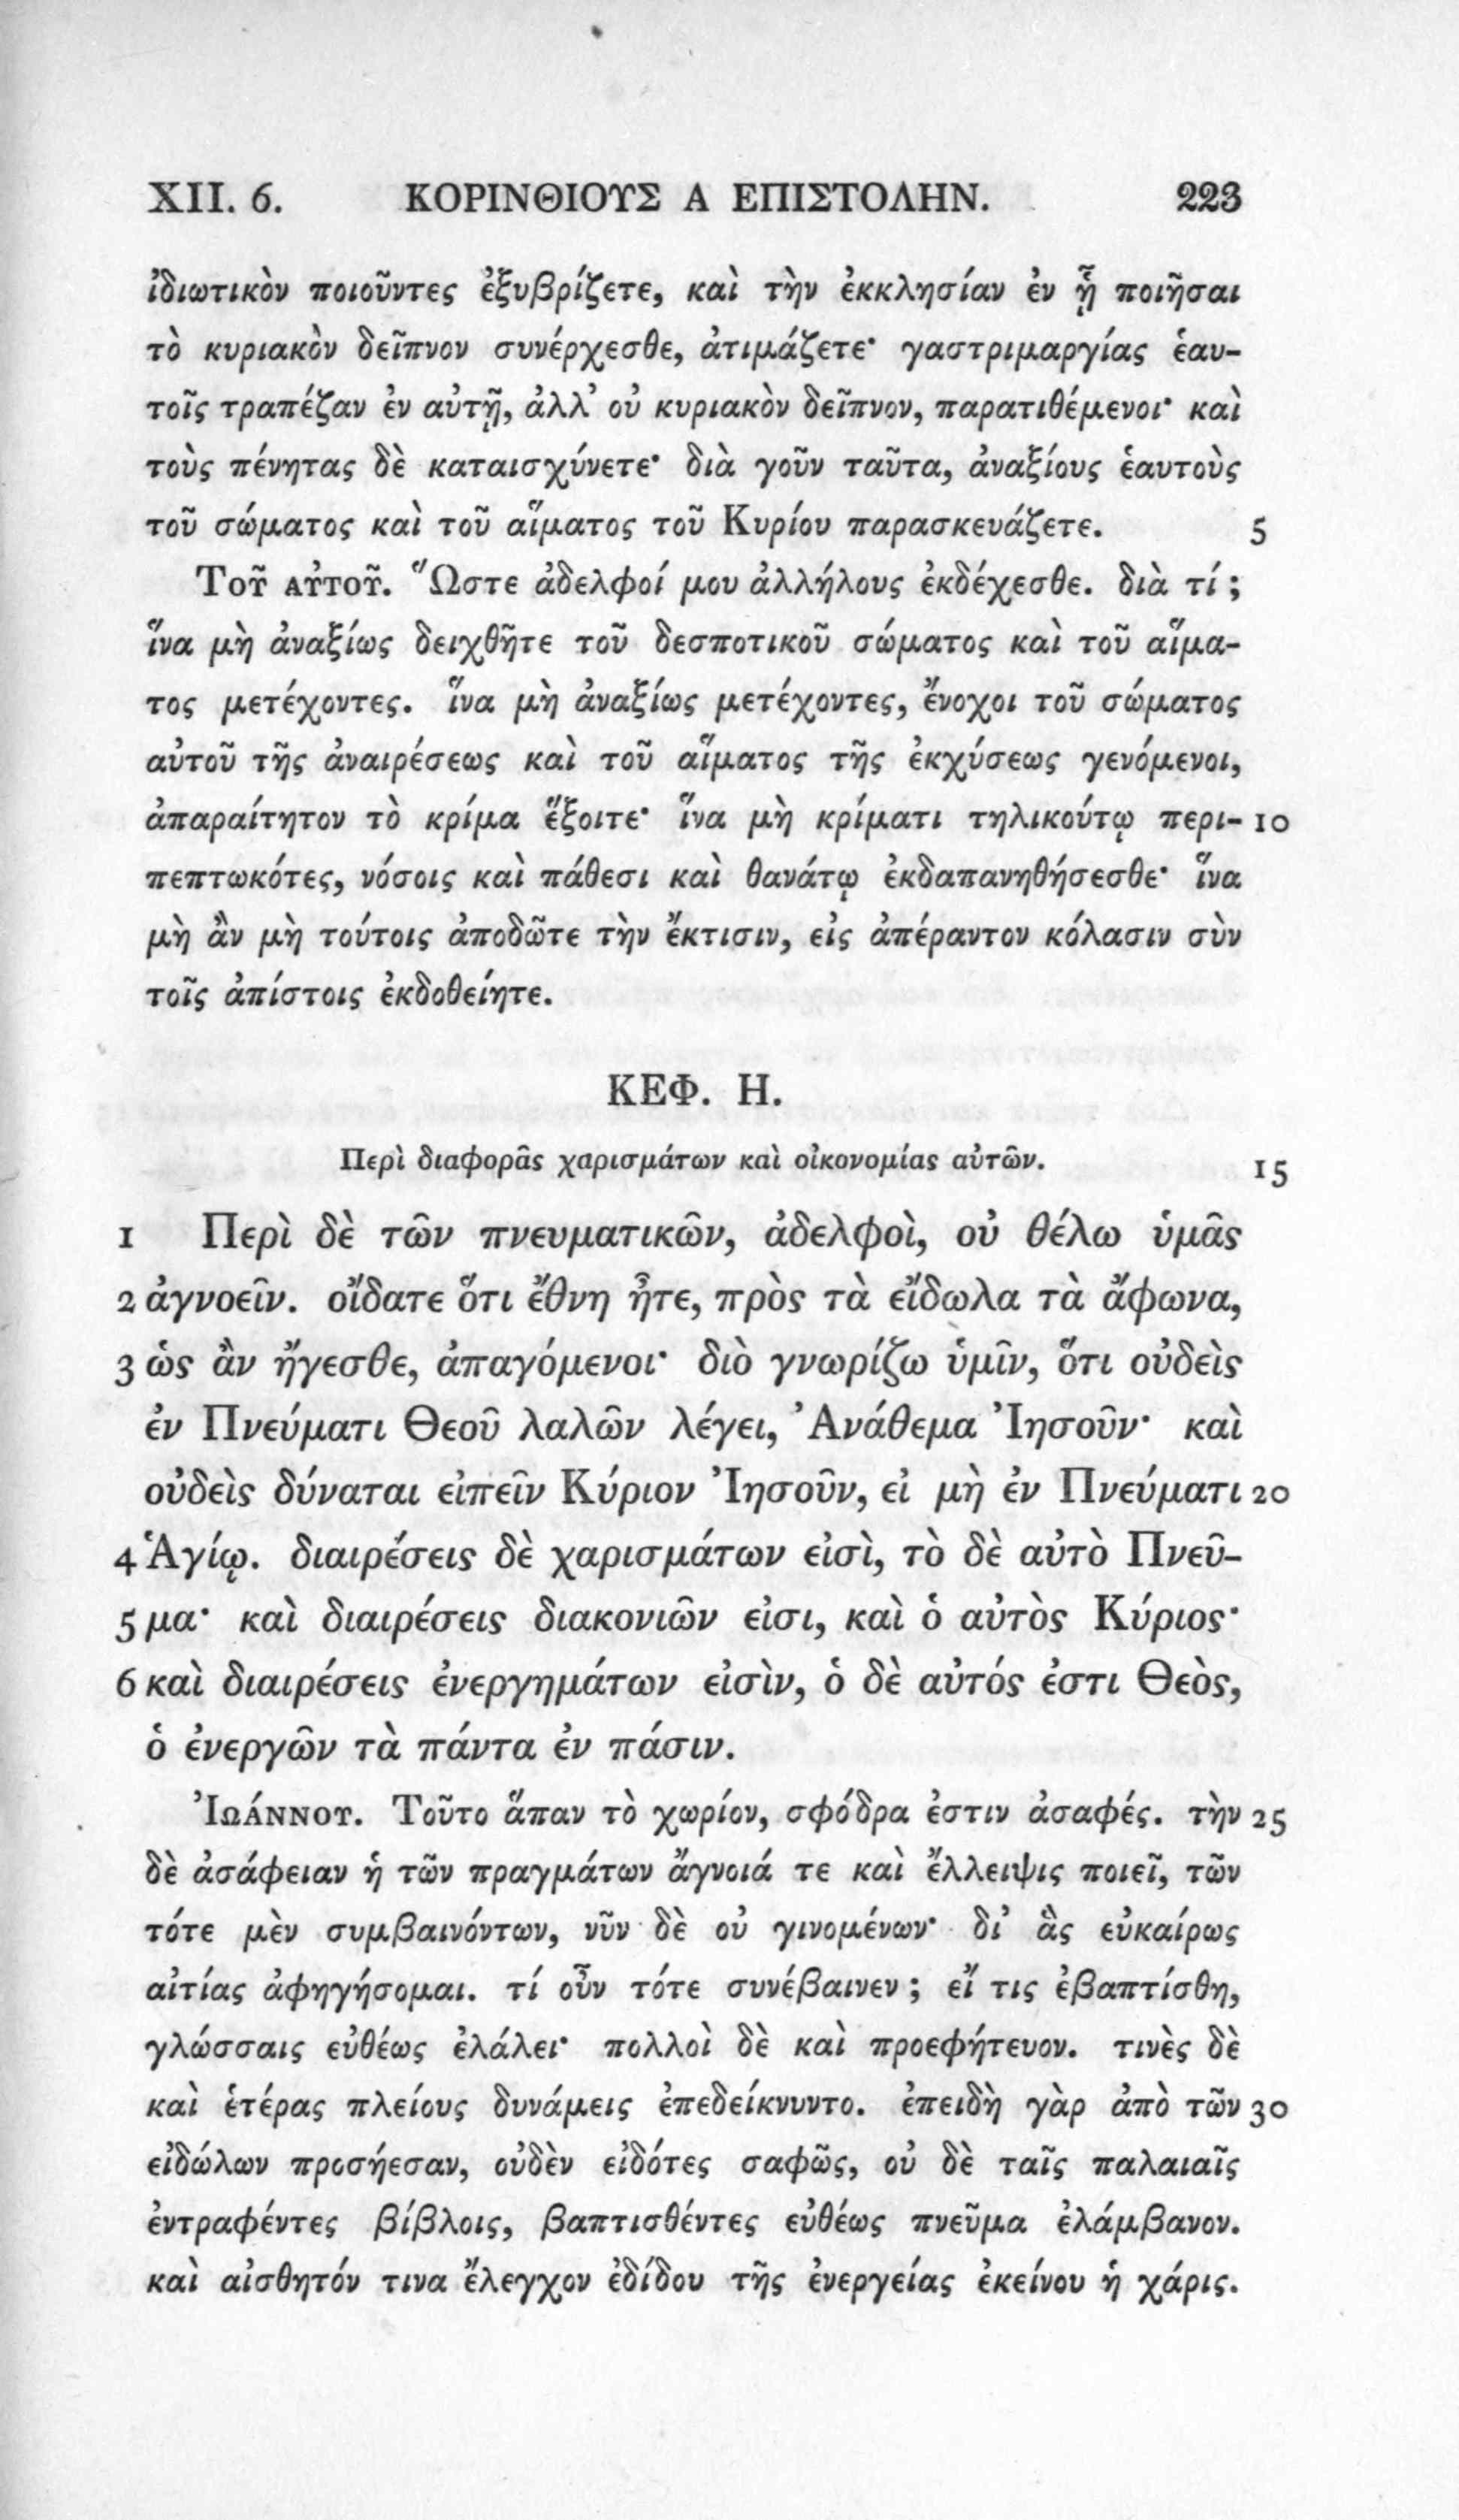 XII. 6. ΚΟΡΙΝΘΙΟΥΣ Α ΕΠΙΣΤΟΛΗΝ. 223
ἰδιωτικὸν ποιοῦντες ἐξυβρίζετε, καὶ τὴν ἐκκλησίαν ἐν ᾗ ποιῆσαι
τὸ κυριακὸν δεῖπνον συνέρχεσθε, ἀτιμάζετε· γαστριμαργίας ἑαυ-
τοῖς τραπέζαν ἐν αὐτῇ, ἀλλ’ οὐ κυριακὸν δεῖπνον, παρατιθέμενοι· καὶ
τοὺς πένητας δὲ καταισχύνετε· διὰ γοῦν ταῦτα, ἀναξίους ἑαυτοὺς
τοῦ σώματος καὶ τοῦ αἵματος τοῦ Κυρίου παρασκευάζετε. 5
ΤΟῦ ΑὐΤΟῦ. Ὥστε ἀδελφοί μου ἀλλήλους ἐκδέχεσθε. διὰ τί ;
ἵνα μὴ ἀναξίως δειχθῆτε τοῦ δεσποτικοῦ σώματος καὶ τοῦ αἵμα-
τος μετέχοντες. ἵνα μὴ ἀναξίως μετέχοντες, ἔνοχοι τοῦ σώματος
αὐτοῦ τῆς ἀναιρέσεως καὶ τοῦ αἵματος τῆς ἐκχύσεως γενόμενοι,
ἀπαραίτητον τὸ κρίμα ἕξοιτε· ἵνα μὴ κρίματι τηλικούτῳ περι- 10
πεπτωκότες, νόσοις καὶ πάθεσι καὶ θανάτῳ ἐκδαπανηθήσεσθε· ἵνα
μὴ ἂν μὴ τούτοις ἀποδῶτε τὴν ἔκτισιν, εἰς ἀπέραντον κόλασιν σὺν
τοῖς ἀπίστοις ἐκδοθείητε.
ΚΕΦ. Η.
Περὶ διαφορᾶς χαρισμάτων καὶ οἰκονομίας αὐτῶν. 15
1 Περὶ δὲ τῶν πνευματικῶν, ἀδελφοὶ, οὐ θέλω ὑμᾶς
2 ἀγνοεῖν. οἴδατε ὅτι ἔθνη ἦτε, πρὸς τὰ εἴδωλα τὰ ἄφωνα,
3 ὡς ἂν ἤγεσθε, ἀπαγόμενοι· διὸ γνωρίζω ὑμῖν, ὅτι οὐδεὶς
ἐν Πνεύματι Θεοῦ λαλῶν λέγει, Ἀνάθεμα Ἰησοῦν· καὶ
οὐδεὶς δύναται εἰπεῖν Κύριον Ἰησοῦν, εἰ μὴ ἐν Πνεύματι 20
4 Ἁγίῳ. διαιρέσεις δὲ χαρισμάτων εἰσὶ, τὸ δὲ αὐτὸ Πνεῦ-
5 μα· καὶ διαιρέσεις διακονιῶν εἰσι, καὶ ὁ αὐτὸς Κύριος·
6 καὶ διαιρέσεις ἐνεργημάτων εἰσὶν, ὁ δὲ αὐτός ἐστι Θεὸς,
ὁ ἐνεργῶν τὰ πάντα ἐν πάσιν.
ἸΩΆΝΝΟΥ. Τοῦτο ἅπαν τὸ χωρίον, σφόδρα ἐστιν ἀσαφές. τὴν 25
δὲ ἀσάφειαν ἡ τῶν πραγμάτων ἄγνοιά τε καὶ ἔλλειψις ποιεῖ, τῶν
τότε μὲν συμβαινόντων, νῦν δὲ οὐ γινομένων· δι’ ἃς εὐκαίρως
αἰτίας ἀφηγήσομαι. τί οὖν τότε συνέβαινεν ; εἴ τις ἐβαπτίσθη,
γλώσσαις εὐθέως ἐλάλει· πολλοὶ δὲ καὶ προεφήτευον. τινὲς δὲ
καὶ ἑτέρας πλείους δυνάμεις ἐπεδείκνυντο. ἐπειδὴ γὰρ ἀπὸ τῶν 30
εἰδώλων προσήεσαν, οὐδὲν εἰδότες σαφῶς, οὐ δὲ ταῖς παλαιαῖς
ἐντραφέντες βίβλοις, βαπτισθέντες εὐθέως πνεῦμα ἐλάμβανον.
καὶ αἰσθητόν τινα ἔλεγχον ἐδίδου τῆς ἐνεργείας ἐκείνου ἡ χάρις.